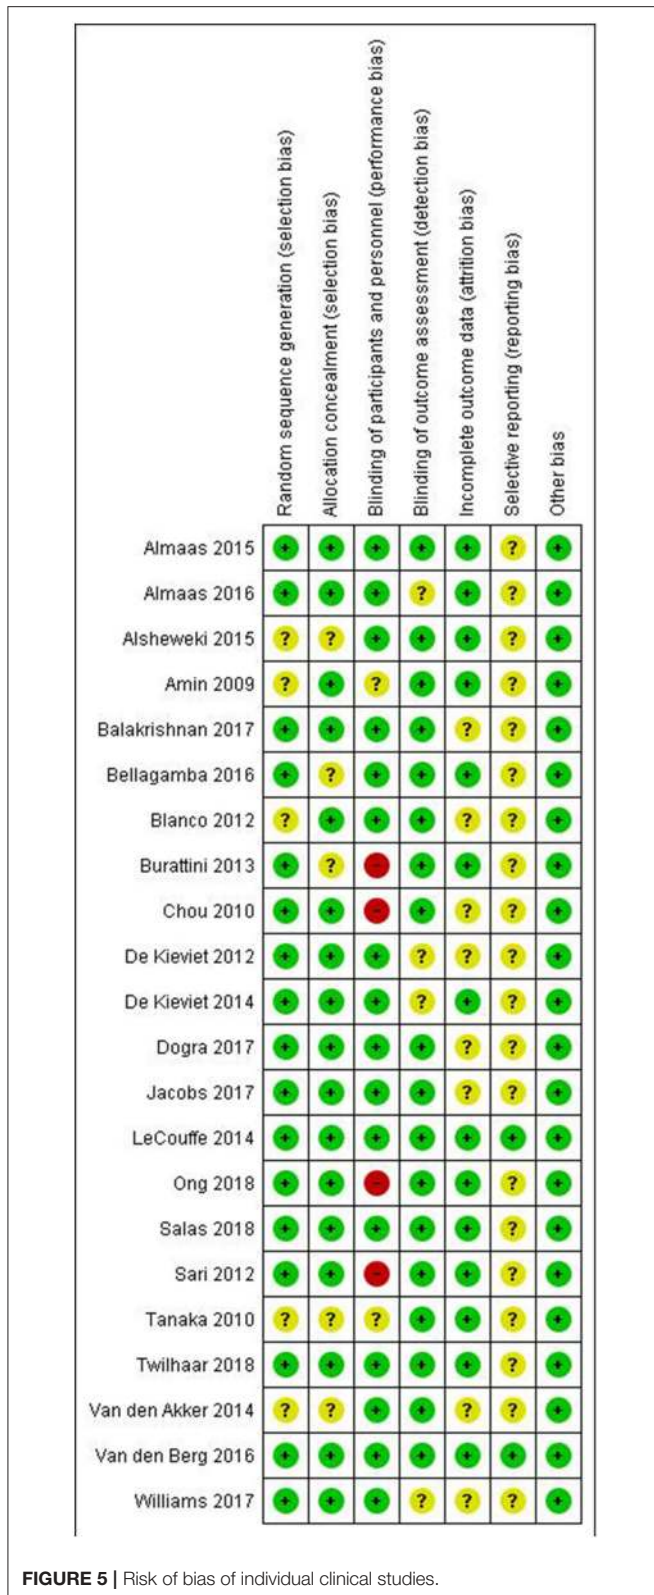 Random sequence generation (selection bias)
Allocation concealment (selection bias)
Blinding of participants and personnel (performance bias)
Blinding of outcome assessment (detection bias)
Incomplete outcome data (attrition bias)
Selective reporting (reporting bias)
Other bias
Almaas 2015 + + + + + ? +
Almaas 2016 + + + ? + ? +
Alsheweki 2015 ? ? + + + ? +
Amin 2009 ? + ? + + ? +
Balakrishnan 2017 + + + + ? ? +
Bellagamba 2016 + ? + + + ? +
Blanco 2012 ? + + + ? ? +
Burattini 2013 + ? - + + ? +
Chou 2010 + + - + ? ? +
De Kieviet 2012 + + + ? ? ? +
De Kieviet 2014 + + + ? + ? +
Dogra 2017 + + + + ? ? +
Jacobs 2017 + + + + ? ? +
LeCouffe 2014 + + + + + + +
Ong 2018 + + - + + ? +
Salas 2018 + + + + + ? +
Sari 2012 + + - + + ? +
Tanaka 2010 ? ? ? + + ? +
Twilhaar 2018 + + + + + ? +
Van den Akker 2014 ? ? + + ? ? +
Van den Berg 2016 + + + + + + +
Williams 2017 + + + ? ? ? +
FIGURE 5 | Risk of bias of individual clinical studies.